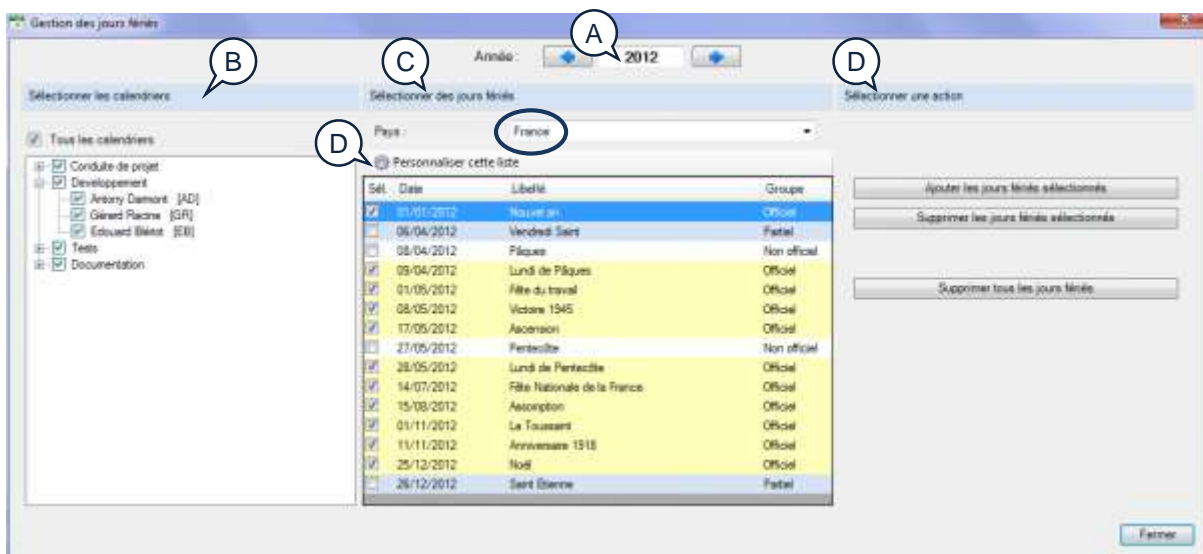 Gestion des jours fériés
A
B
C
D
Année :
2012
Sélectionner les calendriers
Sélectionner des jours fériés
Sélectionner une action
Tous les calendriers
Pays :
France
D
Personnaliser cette liste
Conduite de projet
Developpement
Antony Damont [AD]
Gérard Racine [GR]
Edouard Blériot [EB]
Tests
Documentation
Sél. Date Libellé Groupe
01/01/2012 Nouvel an Officiel
06/04/2012 Vendredi Saint Partiel
08/04/2012 Pâques Non officiel
09/04/2012 Lundi de Pâques Officiel
01/05/2012 Fête du travail Officiel
08/05/2012 Victoire 1945 Officiel
17/05/2012 Ascension Officiel
27/05/2012 Pentecôte Non officiel
28/05/2012 Lundi de Pentecôte Officiel
14/07/2012 Fête Nationale de la France Officiel
15/08/2012 Assomption Officiel
01/11/2012 La Toussaint Officiel
11/11/2012 Anniversaire 1918 Officiel
25/12/2012 Noël Officiel
26/12/2012 Saint Etienne Partiel
Ajouter les jours fériés sélectionnés
Supprimer les jours fériés sélectionnés
Supprimer tous les jours fériés
Fermer